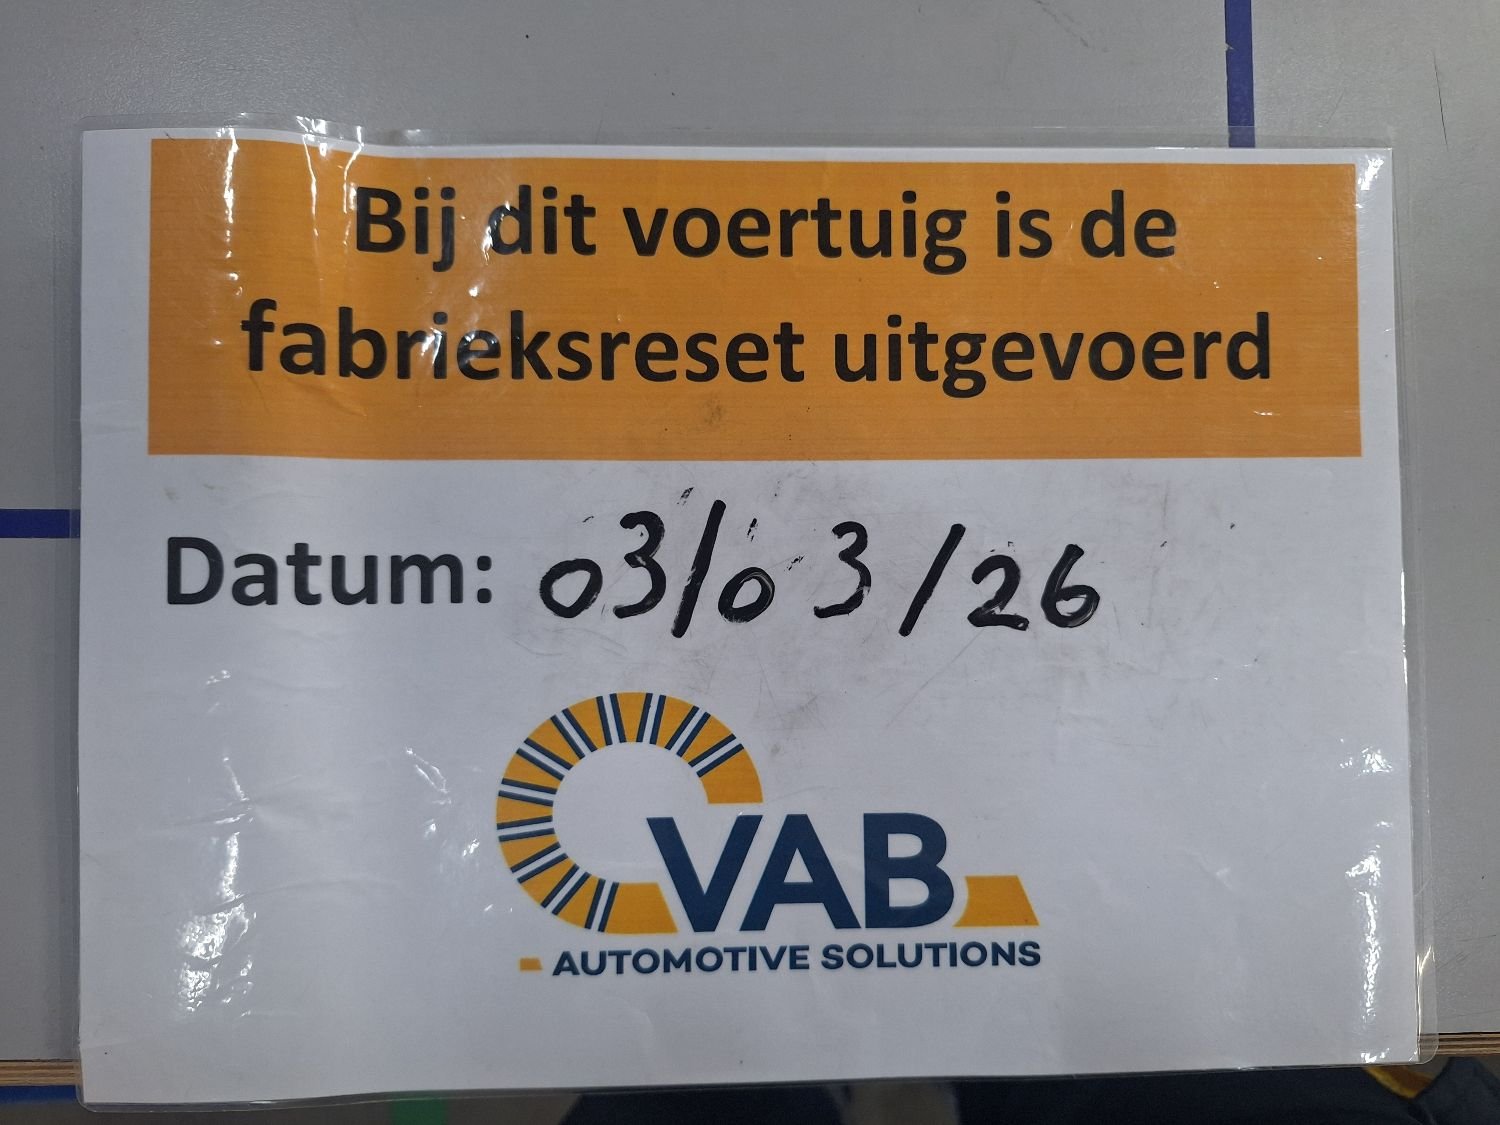 Bij dit voertuig is de
fabrieksreset uitgevoerd
Datum: 03/03/26
VAB
AUTOMOTIVE SOLUTIONS